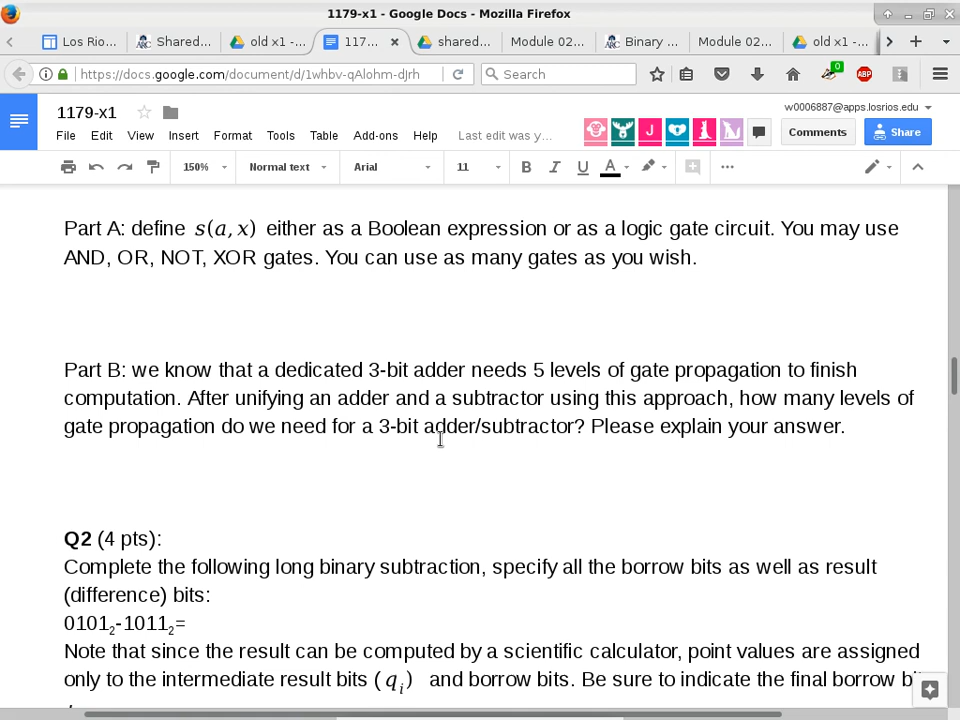 1179-x1 - Google Docs - Mozilla Firefox
Los Rio... Shared... old x1 -... 117... shared... Module 02... Binary ... Module 02... old x1 -...
https://docs.google.com/document/d/1whbv-qAlohm-dJrh Search 0 ABP
1179-x1 w0006887@apps.losrios.edu
File Edit View Insert Format Tools Table Add-ons Help Last edit was y... J Comments Share
150% Normal text Arial 11 B I U A ...
Part A: define s(a,x) either as a Boolean expression or as a logic gate circuit. You may use
AND, OR, NOT, XOR gates. You can use as many gates as you wish.
Part B: we know that a dedicated 3-bit adder needs 5 levels of gate propagation to finish
computation. After unifying an adder and a subtractor using this approach, how many levels of
gate propagation do we need for a 3-bit adder/subtractor? Please explain your answer.
Q2 (4 pts):
Complete the following long binary subtraction, specify all the borrow bits as well as result
(difference) bits:
0101₂-1011₂=
Note that since the result can be computed by a scientific calculator, point values are assigned
only to the intermediate result bits (qᵢ) and borrow bits. Be sure to indicate the final borrow